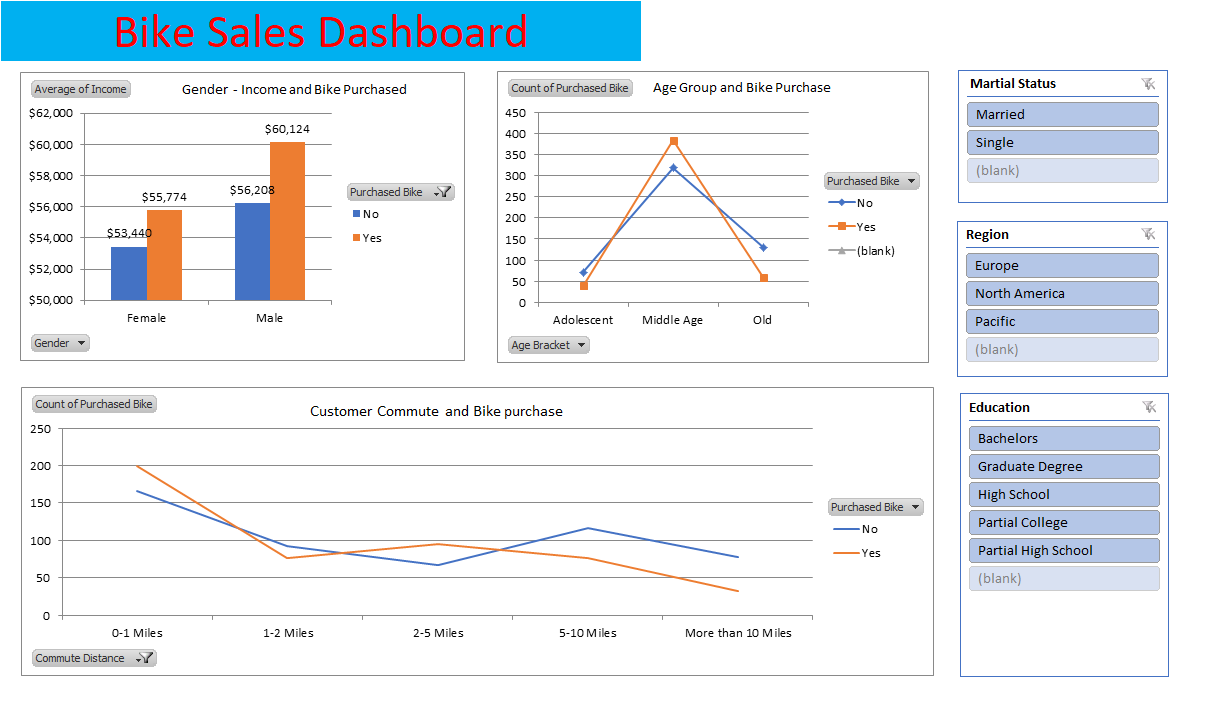 Bike Sales Dashboard
Average of Income
Gender - Income and Bike Purchased
$62,000
$60,000
$58,000
$56,000
$54,000
$52,000
$50,000
$53,440
$55,774
$56,208
$60,124
Female
Male
Purchased Bike
No
Yes
Gender
Count of Purchased Bike
Age Group and Bike Purchase
450
400
350
300
250
200
150
100
50
0
Adolescent
Middle Age
Old
Purchased Bike
No
Yes
(blank)
Age Bracket
Martial Status
Married
Single
(blank)
Region
Europe
North America
Pacific
(blank)
Count of Purchased Bike
Customer Commute and Bike purchase
250
200
150
100
50
0
0-1 Miles
1-2 Miles
2-5 Miles
5-10 Miles
More than 10 Miles
Purchased Bike
No
Yes
Commute Distance
Education
Bachelors
Graduate Degree
High School
Partial College
Partial High School
(blank)